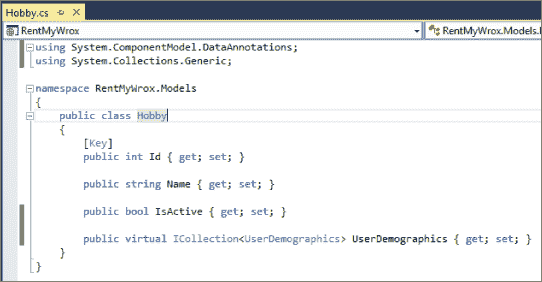 Hobby.cs
RentMyWrox
RentMyWrox.Models.
using System.ComponentModel.DataAnnotations;
using System.Collections.Generic;
namespace RentMyWrox.Models
{
public class Hobby
{
[Key]
public int Id { get; set; }
public string Name { get; set; }
public bool IsActive { get; set; }
public virtual ICollection<UserDemographics> UserDemographics { get; set; }
}
}